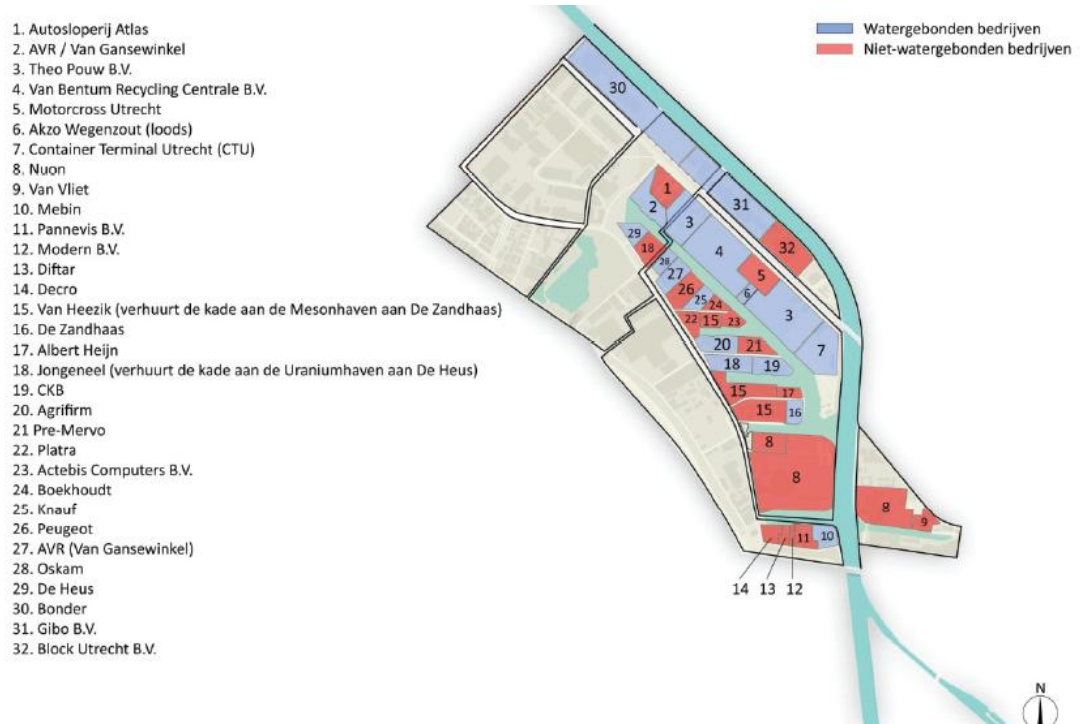 1. Autosloperij Atlas
2. AVR / Van Gansewinkel
3. Theo Pouw B.V.
4. Van Bentum Recycling Centrale B.V.
5. Motorcross Utrecht
6. Akzo Wegenzout (loods)
7. Container Terminal Utrecht (CTU)
8. Nuon
9. Van Vliet
10. Mebin
11. Pannevis B.V.
12. Modern B.V.
13. Diftar
14. Decro
15. Van Heezik (verhuurt de kade aan de Mesonhaven aan De Zandhaas)
16. De Zandhaas
17. Albert Heijn
18. Jongeneel (verhuurt de kade aan de Uraniumhaven aan De Heus)
19. CKB
20. Agrifirm
21 Pre-Mervo
22. Platra
23. Actebis Computers B.V.
24. Boekhoudt
25. Knauf
26. Peugeot
27. AVR (Van Gansewinkel)
28. Oskam
29. De Heus
30. Bonder
31. Gibo B.V.
32. Block Utrecht B.V.
Watergebonden bedrijven
Niet-watergebonden bedrijven
30
1
2
31
3
29
18
4
32
28
27
5
26
6
25
24
3
22
15
23
20
21
7
18
19
15
17
15
16
8
8
8
9
11
10
14
13
12
N